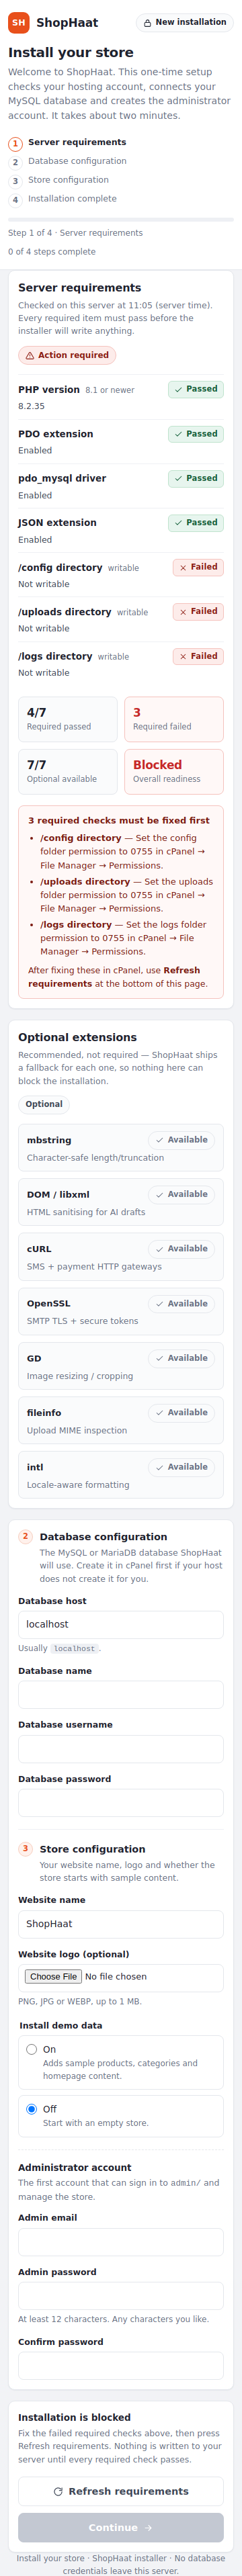 SH ShopHaat New installation
Install your store
Welcome to ShopHaat. This one-time setup
checks your hosting account, connects your
MySQL database and creates the administrator
account. It takes about two minutes.
1 Server requirements
2 Database configuration
3 Store configuration
4 Installation complete
Step 1 of 4 · Server requirements
0 of 4 steps complete
Server requirements
Checked on this server at 11:05 (server time).
Every required item must pass before the
installer will write anything.
Action required
PHP version 8.1 or newer Passed
8.2.35
PDO extension Passed
Enabled
pdo_mysql driver Passed
Enabled
JSON extension Passed
Enabled
/config directory writable Failed
Not writable
/uploads directory writable Failed
Not writable
/logs directory writable Failed
Not writable
4/7 3
Required passed Required failed
7/7 Blocked
Optional available Overall readiness
3 required checks must be fixed first
• /config directory — Set the config
folder permission to 0755 in cPanel →
File Manager → Permissions.
• /uploads directory — Set the uploads
folder permission to 0755 in cPanel →
File Manager → Permissions.
• /logs directory — Set the logs folder
permission to 0755 in cPanel → File
Manager → Permissions.
After fixing these in cPanel, use Refresh
requirements at the bottom of this page.
Optional extensions
Recommended, not required — ShopHaat ships
a fallback for each one, so nothing here can
block the installation.
Optional
mbstring Available
Character-safe length/truncation
DOM / libxml Available
HTML sanitising for AI drafts
cURL Available
SMS + payment HTTP gateways
OpenSSL Available
SMTP TLS + secure tokens
GD Available
Image resizing / cropping
fileinfo Available
Upload MIME inspection
intl Available
Locale-aware formatting
2 Database configuration
The MySQL or MariaDB database ShopHaat
will use. Create it in cPanel first if your host
does not create it for you.
Database host
localhost
Usually localhost.
Database name
Database username
Database password
3 Store configuration
Your website name, logo and whether the
store starts with sample content.
Website name
ShopHaat
Website logo (optional)
Choose File No file chosen
PNG, JPG or WEBP, up to 1 MB.
Install demo data
On
Adds sample products, categories and
homepage content.
Off
Start with an empty store.
Administrator account
The first account that can sign in to admin/ and
manage the store.
Admin email
Admin password
At least 12 characters. Any characters you like.
Confirm password
Installation is blocked
Fix the failed required checks above, then press
Refresh requirements. Nothing is written to your
server until every required check passes.
Refresh requirements
Continue →
Install your store · ShopHaat installer · No database
credentials leave this server.